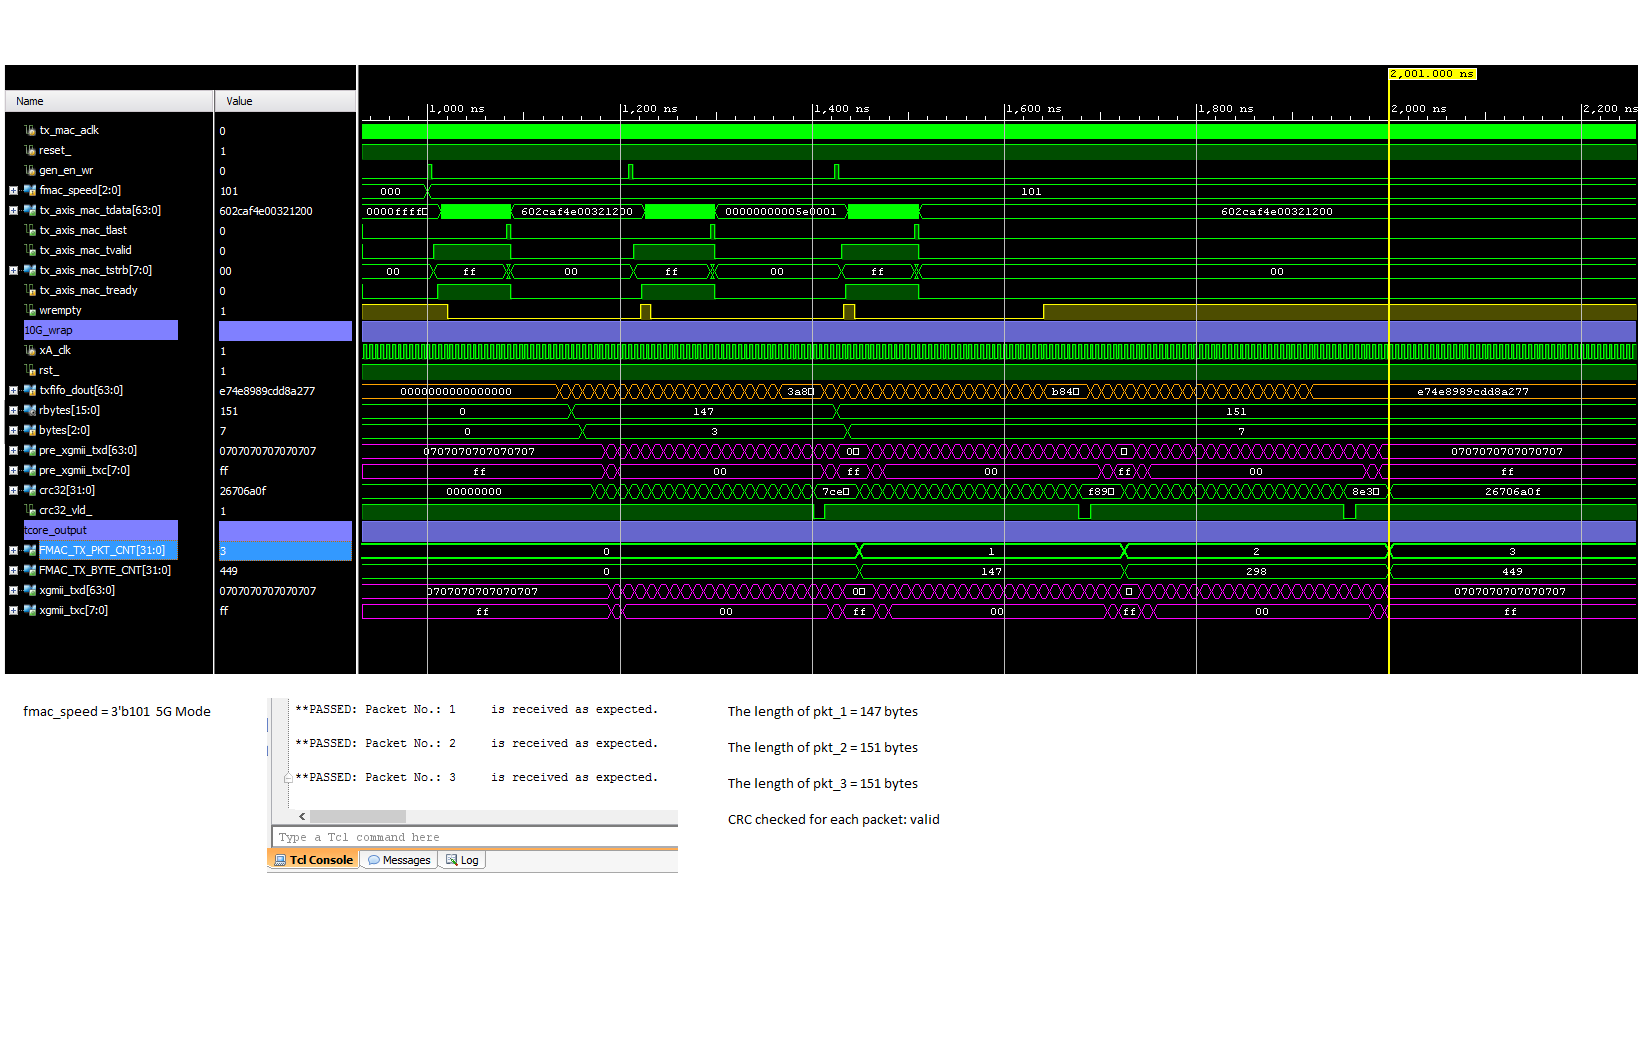 2,001.000 ns
Name Value
1,000 ns 1,200 ns 1,400 ns 1,600 ns 1,800 ns 2,000 ns 2,200 ns
tx_mac_aclk 0
reset_ 1
gen_en_wr 0
fmac_speed[2:0] 101 000 101
tx_axis_mac_tdata[63:0] 602caf4e00321200 0000ffff 602caf4e00321200 00000000005e0001 602caf4e00321200
tx_axis_mac_tlast 0
tx_axis_mac_tvalid 0
tx_axis_mac_tstrb[7:0] 00 00 ff 00 ff 00 ff 00
tx_axis_mac_tready 0
wrempty 1
10G_wrap
xA_clk 1
rst_ 1
txfifo_dout[63:0] e74e8989cdd8a277 0000000000000000 3a8 b84 e74e8989cdd8a277
rbytes[15:0] 151 0 147 151
bytes[2:0] 7 0 3 7
pre_xgmii_txd[63:0] 0707070707070707 0707070707070707 0 0707070707070707
pre_xgmii_txc[7:0] ff ff 00 ff 00 ff 00 ff
crc32[31:0] 26706a0f 00000000 7ce f89 8e3 26706a0f
crc32_vld_ 1
tcore_output
FMAC_TX_PKT_CNT[31:0] 3 0 1 2 3
FMAC_TX_BYTE_CNT[31:0] 449 0 147 298 449
xgmii_txd[63:0] 0707070707070707 0707070707070707 0 0707070707070707
xgmii_txc[7:0] ff ff 00 ff 00 ff 00 ff
fmac_speed = 3'b101 5G Mode
**PASSED: Packet No.: 1 is received as expected.
**PASSED: Packet No.: 2 is received as expected.
**PASSED: Packet No.: 3 is received as expected.
Type a Tcl command here
Tcl Console Messages Log
The length of pkt_1 = 147 bytes
The length of pkt_2 = 151 bytes
The length of pkt_3 = 151 bytes
CRC checked for each packet: valid